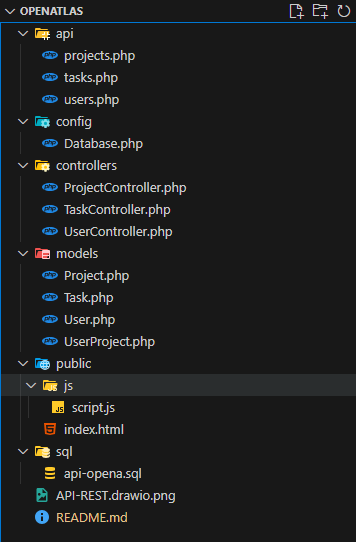 OPENATLAS
api
projects.php
tasks.php
users.php
config
Database.php
controllers
ProjectController.php
TaskController.php
UserController.php
models
Project.php
Task.php
User.php
UserProject.php
public
js
JS script.js
index.html
sql
api-opena.sql
API-REST.drawio.png
README.md